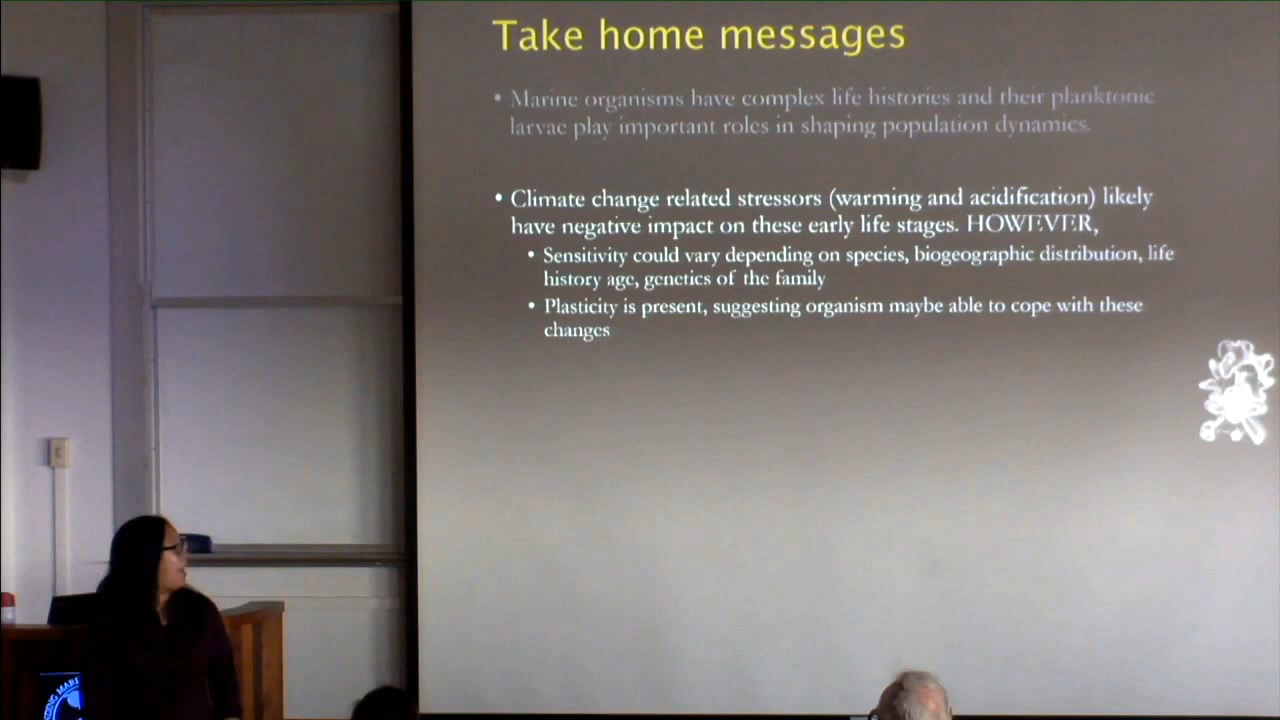 Take home messages
• Marine organisms have complex life histories and their planktonic
larvae play important roles in shaping population dynamics.
• Climate change related stressors (warming and acidification) likely
have negative impact on these early life stages. HOWEVER,
• Sensitivity could vary depending on species, biogeographic distribution, life
history age, genetics of the family
• Plasticity is present, suggesting organism maybe able to cope with these
changes